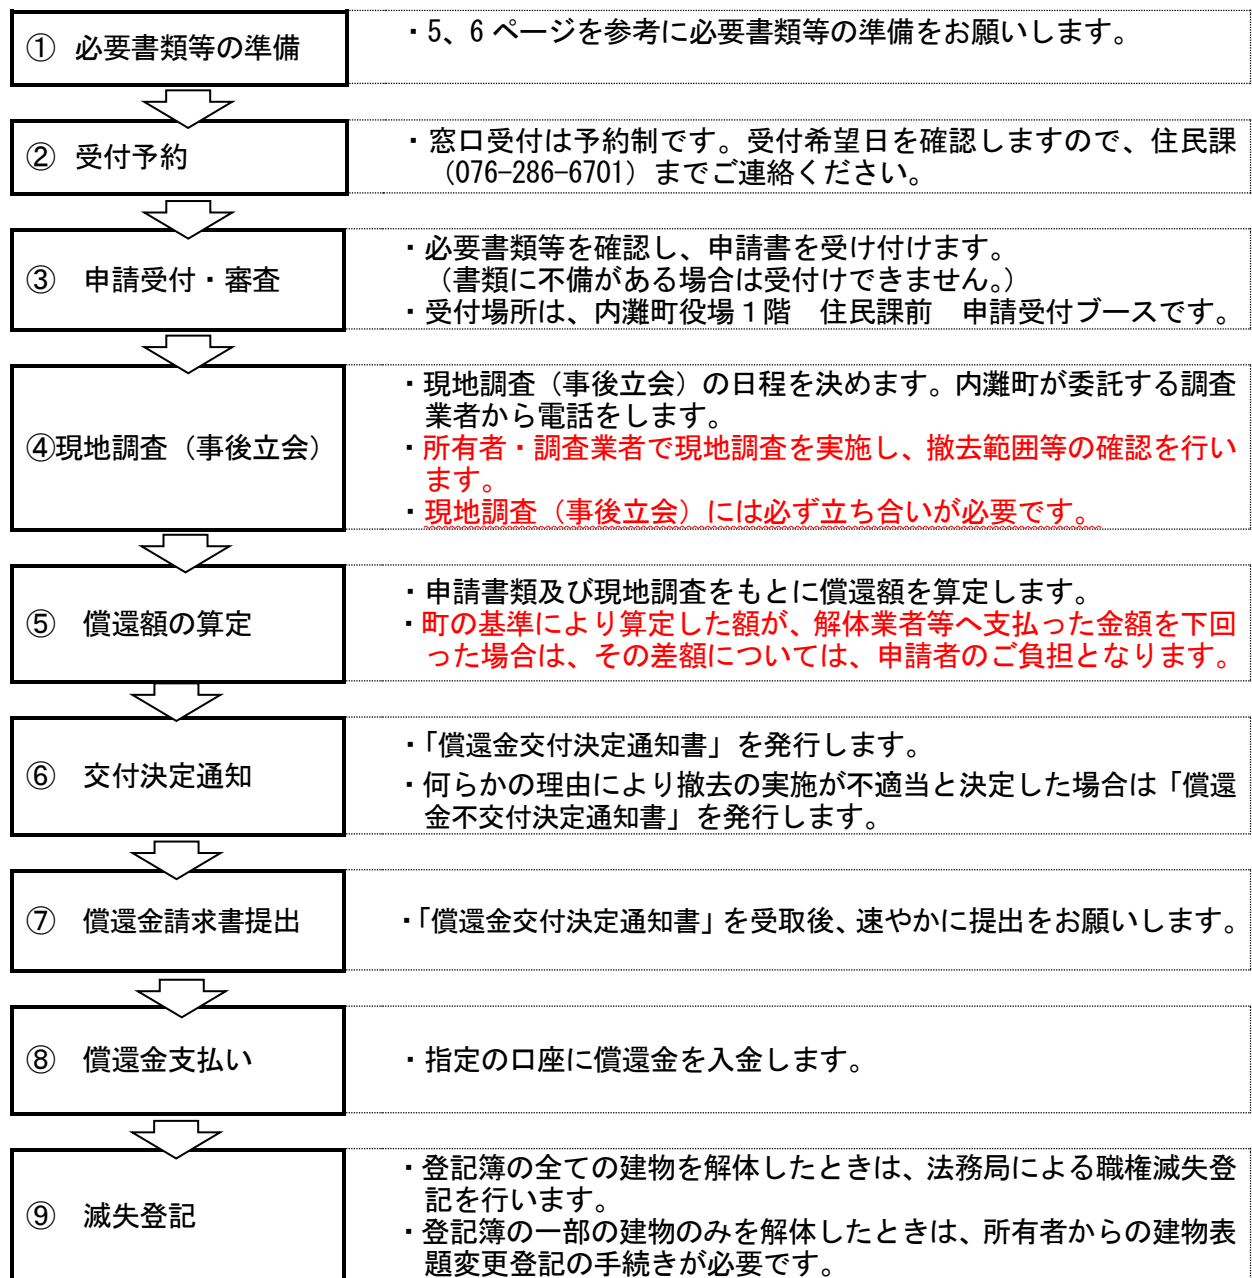 ① 必要書類等の準備
・5、6 ページを参考に必要書類等の準備をお願いします。
② 受付予約
・窓口受付は予約制です。受付希望日を確認しますので、住民課
（076-286-6701）までご連絡ください。
③ 申請受付・審査
・必要書類等を確認し、申請書を受け付けます。
（書類に不備がある場合は受付けできません。）
・受付場所は、内灘町役場１階　住民課前　申請受付ブースです。
④現地調査（事後立会）
・現地調査（事後立会）の日程を決めます。内灘町が委託する調査
業者から電話をします。
・所有者・調査業者で現地調査を実施し、撤去範囲等の確認を行い
ます。
・現地調査（事後立会）には必ず立ち合いが必要です。
⑤ 償還額の算定
・申請書類及び現地調査をもとに償還額を算定します。
・町の基準により算定した額が、解体業者等へ支払った金額を下回
った場合は、その差額については、申請者のご負担となります。
⑥ 交付決定通知
・「償還金交付決定通知書」を発行します。
・何らかの理由により撤去の実施が不適当と決定した場合は「償還
金不交付決定通知書」を発行します。
⑦ 償還金請求書提出
・「償還金交付決定通知書」を受取後、速やかに提出をお願いします。
⑧ 償還金支払い
・指定の口座に償還金を入金します。
⑨ 滅失登記
・登記簿の全ての建物を解体したときは、法務局による職権滅失登
記を行います。
・登記簿の一部の建物のみを解体したときは、所有者からの建物表
題変更登記の手続きが必要です。